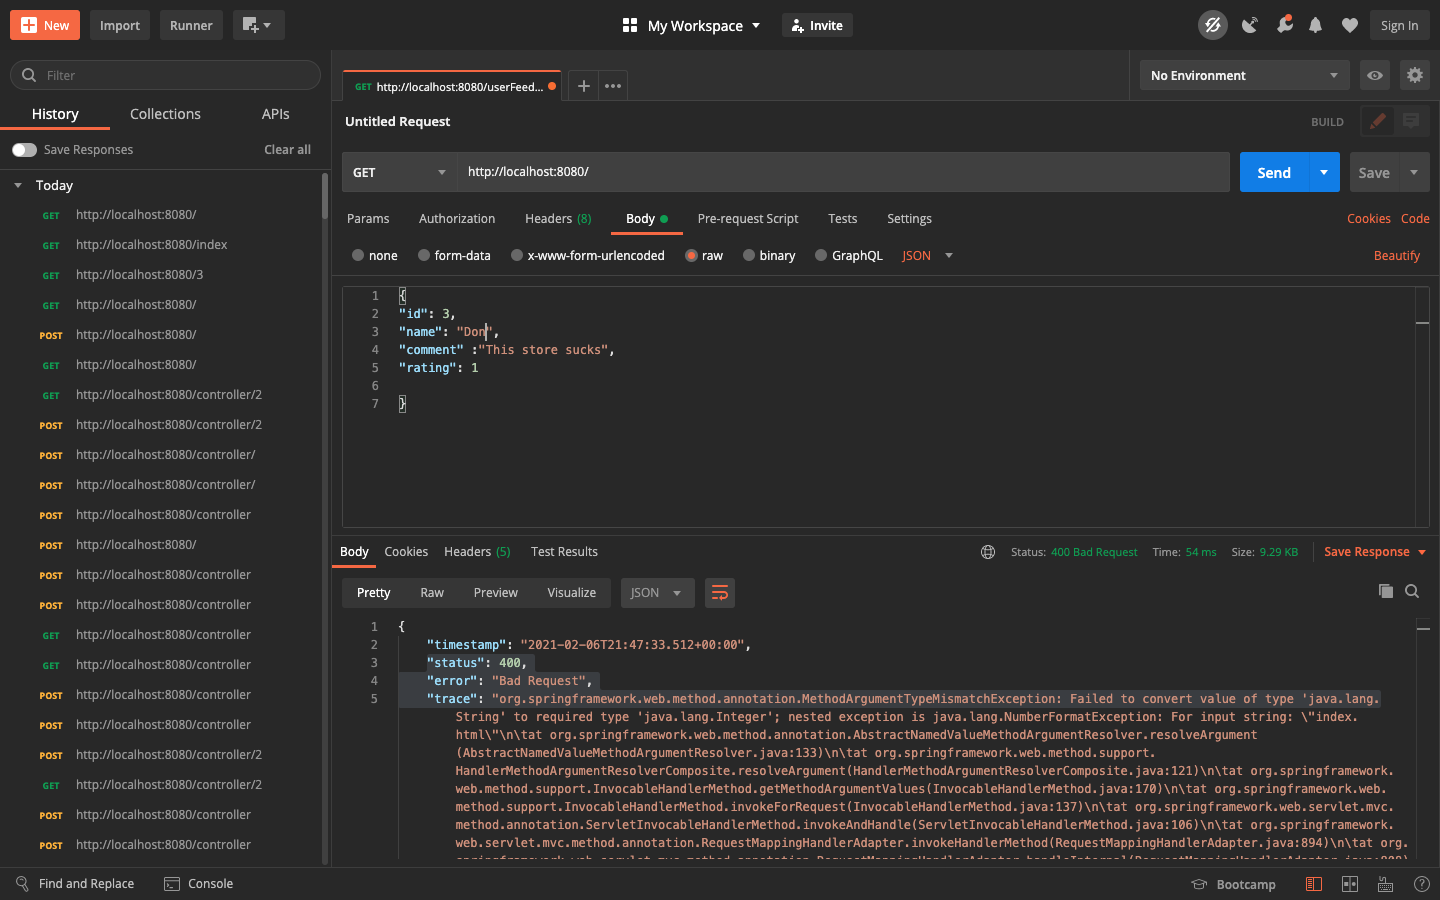 New
Import
Runner
My Workspace
Invite
Sign In
Filter
History
Collections
APIs
Save Responses
Clear all
Today
GET http://localhost:8080/
GET http://localhost:8080/index
GET http://localhost:8080/3
GET http://localhost:8080/
POST http://localhost:8080/
GET http://localhost:8080/
GET http://localhost:8080/controller/2
POST http://localhost:8080/controller/2
POST http://localhost:8080/controller/
POST http://localhost:8080/controller/
POST http://localhost:8080/controller
POST http://localhost:8080/
POST http://localhost:8080/controller
POST http://localhost:8080/controller
GET http://localhost:8080/controller
GET http://localhost:8080/controller
POST http://localhost:8080/controller
POST http://localhost:8080/controller
POST http://localhost:8080/controller/2
GET http://localhost:8080/controller/2
POST http://localhost:8080/controller
POST http://localhost:8080/controller
GET http://localhost:8080/userFeed...
No Environment
Untitled Request
BUILD
GET
http://localhost:8080/
Send
Save
Params
Authorization
Headers (8)
Body
Pre-request Script
Tests
Settings
Cookies
Code
none
form-data
x-www-form-urlencoded
raw
binary
GraphQL
JSON
Beautify
1 {
2 "id": 3,
3 "name": "Don",
4 "comment" :"This store sucks",
5 "rating": 1
6
7 }
Body
Cookies
Headers (5)
Test Results
Status: 400 Bad Request
Time: 54 ms
Size: 9.29 KB
Save Response
Pretty
Raw
Preview
Visualize
JSON
1 {
2 "timestamp": "2021-02-06T21:47:33.512+00:00",
3 "status": 400,
4 "error": "Bad Request",
5 "trace": "org.springframework.web.method.annotation.MethodArgumentTypeMismatchException: Failed to convert value of type 'java.lang.
String' to required type 'java.lang.Integer'; nested exception is java.lang.NumberFormatException: For input string: \"index.
html\"\n\tat org.springframework.web.method.annotation.AbstractNamedValueMethodArgumentResolver.resolveArgument
(AbstractNamedValueMethodArgumentResolver.java:133)\n\tat org.springframework.web.method.support.
HandlerMethodArgumentResolverComposite.resolveArgument(HandlerMethodArgumentResolverComposite.java:121)\n\tat org.springframework.
web.method.support.InvocableHandlerMethod.getMethodArgumentValues(InvocableHandlerMethod.java:170)\n\tat org.springframework.web.
method.support.InvocableHandlerMethod.invokeForRequest(InvocableHandlerMethod.java:137)\n\tat org.springframework.web.servlet.mvc.
method.annotation.ServletInvocableHandlerMethod.invokeAndHandle(ServletInvocableHandlerMethod.java:106)\n\tat org.springframework.
web.servlet.mvc.method.annotation.RequestMappingHandlerAdapter.invokeHandlerMethod(RequestMappingHandlerAdapter.java:894)\n\tat org.
Find and Replace
Console
Bootcamp